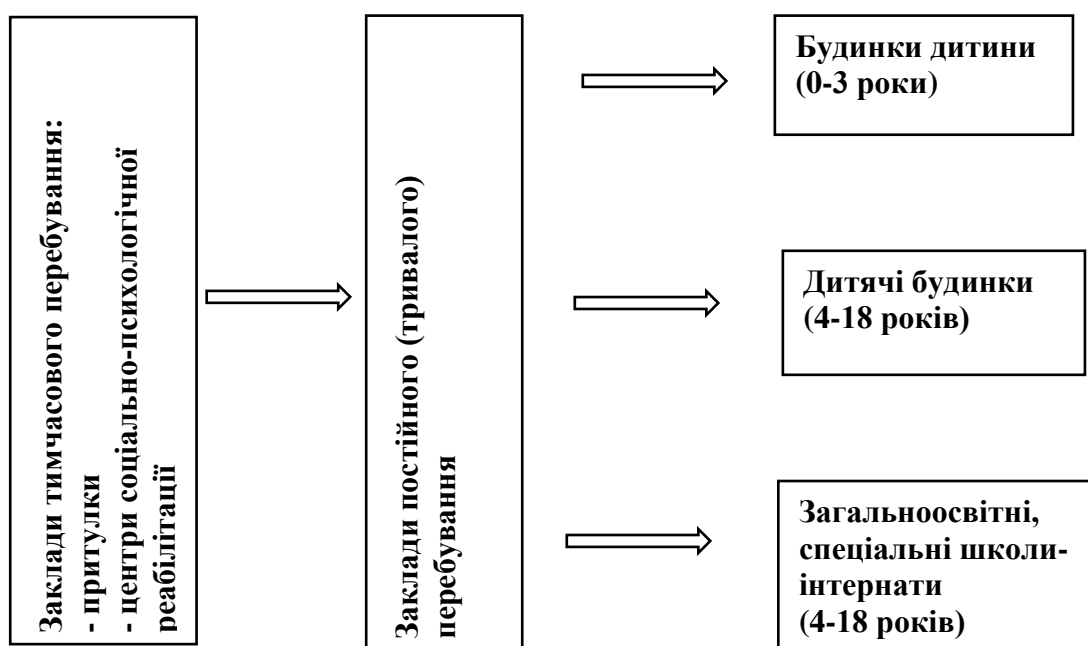 Заклади тимчасового перебування:
- притулки
- центри соціально-психологічної
реабілітації
Заклади постійного (тривалого)
перебування
Будинки дитини
(0-3 роки)
Дитячі будинки
(4-18 років)
Загальноосвітні,
спеціальні школи-
інтернати
(4-18 років)